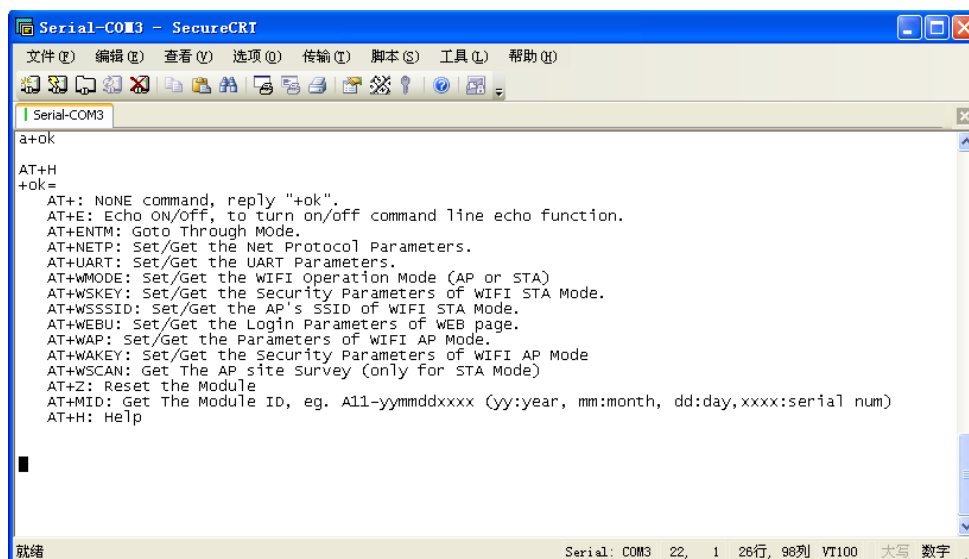 Serial-COM3 - SecureCRT
文件(F) 编辑(E) 查看(V) 选项(O) 传输(T) 脚本(S) 工具(L) 帮助(H)
Serial-COM3
a+ok
AT+H
+ok=
AT+: NONE command, reply "+ok".
AT+E: Echo ON/Off, to turn on/off command line echo function.
AT+ENTM: Goto Through MOde.
AT+NETP: Set/Get the Net Protocol Parameters.
AT+UART: Set/Get the UART Parameters.
AT+WMODE: Set/Get the WIFI Operation Mode (AP or STA)
AT+WSKEY: Set/Get the Security Parameters of WIFI STA Mode.
AT+WSSSID: Set/Get the AP's SSID of WIFI STA Mode.
AT+WEBU: Set/Get the Login Parameters of WEB page.
AT+WAP: Set/Get the Parameters of WIFI AP Mode.
AT+WAKEY: Set/Get the Security Parameters of WIFI AP Mode
AT+WSCAN: Get The AP site Survey (only for STA Mode)
AT+Z: Reset the Module
AT+MID: Get The Module ID, eg. A11-yymmddxxxx (yy:year, mm:month, dd:day,xxxx:serial num)
AT+H: Help
就绪 Serial: COM3 22, 1 26行, 98列 VT100 大写 数字